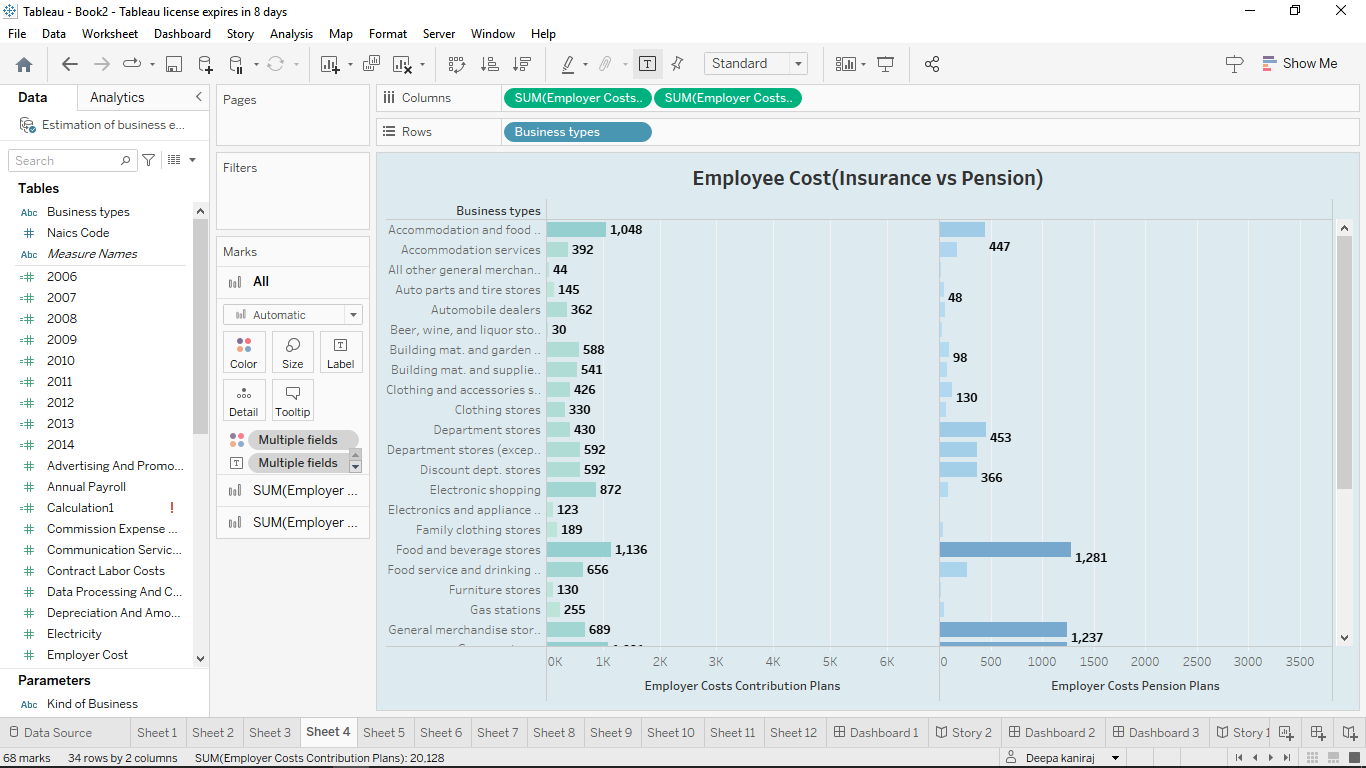 Tableau - Book2 - Tableau license expires in 8 days
File Data Worksheet Dashboard Story Analysis Map Format Server Window Help
Standard
Show Me
Data Analytics
Estimation of business e...
Search
Tables
Abc Business types
# Naics Code
Abc Measure Names
=# 2006
=# 2007
=# 2008
=# 2009
=# 2010
=# 2011
=# 2012
=# 2013
=# 2014
# Advertising And Promo...
# Annual Payroll
=# Calculation1 !
# Commission Expense ...
# Communication Servic...
# Contract Labor Costs
# Data Processing And C...
# Depreciation And Amo...
# Electricity
# Employer Cost
Parameters
Abc Kind of Business
Pages
Filters
Marks
All
Automatic
Color Size Label
Detail Tooltip
Multiple fields
Multiple fields
SUM(Employer ...
SUM(Employer ...
Columns SUM(Employer Costs.. SUM(Employer Costs..
Rows Business types
Employee Cost(Insurance vs Pension)
Business types
Accommodation and food .. 1,048
Accommodation services 392 447
All other general merchan.. 44
Auto parts and tire stores 145 48
Automobile dealers 362
Beer, wine, and liquor sto.. 30
Building mat. and garden .. 588 98
Building mat. and supplie.. 541
Clothing and accessories s.. 426 130
Clothing stores 330
Department stores 430 453
Department stores (excep.. 592
Discount dept. stores 592 366
Electronic shopping 872
Electronics and appliance .. 123
Family clothing stores 189
Food and beverage stores 1,136 1,281
Food service and drinking .. 656
Furniture stores 130
Gas stations 255
General merchandise stor.. 689 1,237
0K 1K 2K 3K 4K 5K 6K 0 500 1000 1500 2000 2500 3000 3500
Employer Costs Contribution Plans Employer Costs Pension Plans
Data Source Sheet 1 Sheet 2 Sheet 3 Sheet 4 Sheet 5 Sheet 6 Sheet 7 Sheet 8 Sheet 9 Sheet 10 Sheet 11 Sheet 12 Dashboard 1 Story 2 Dashboard 2 Dashboard 3 Story 1
68 marks 34 rows by 2 columns SUM(Employer Costs Contribution Plans): 20,128 Deepa kaniraj